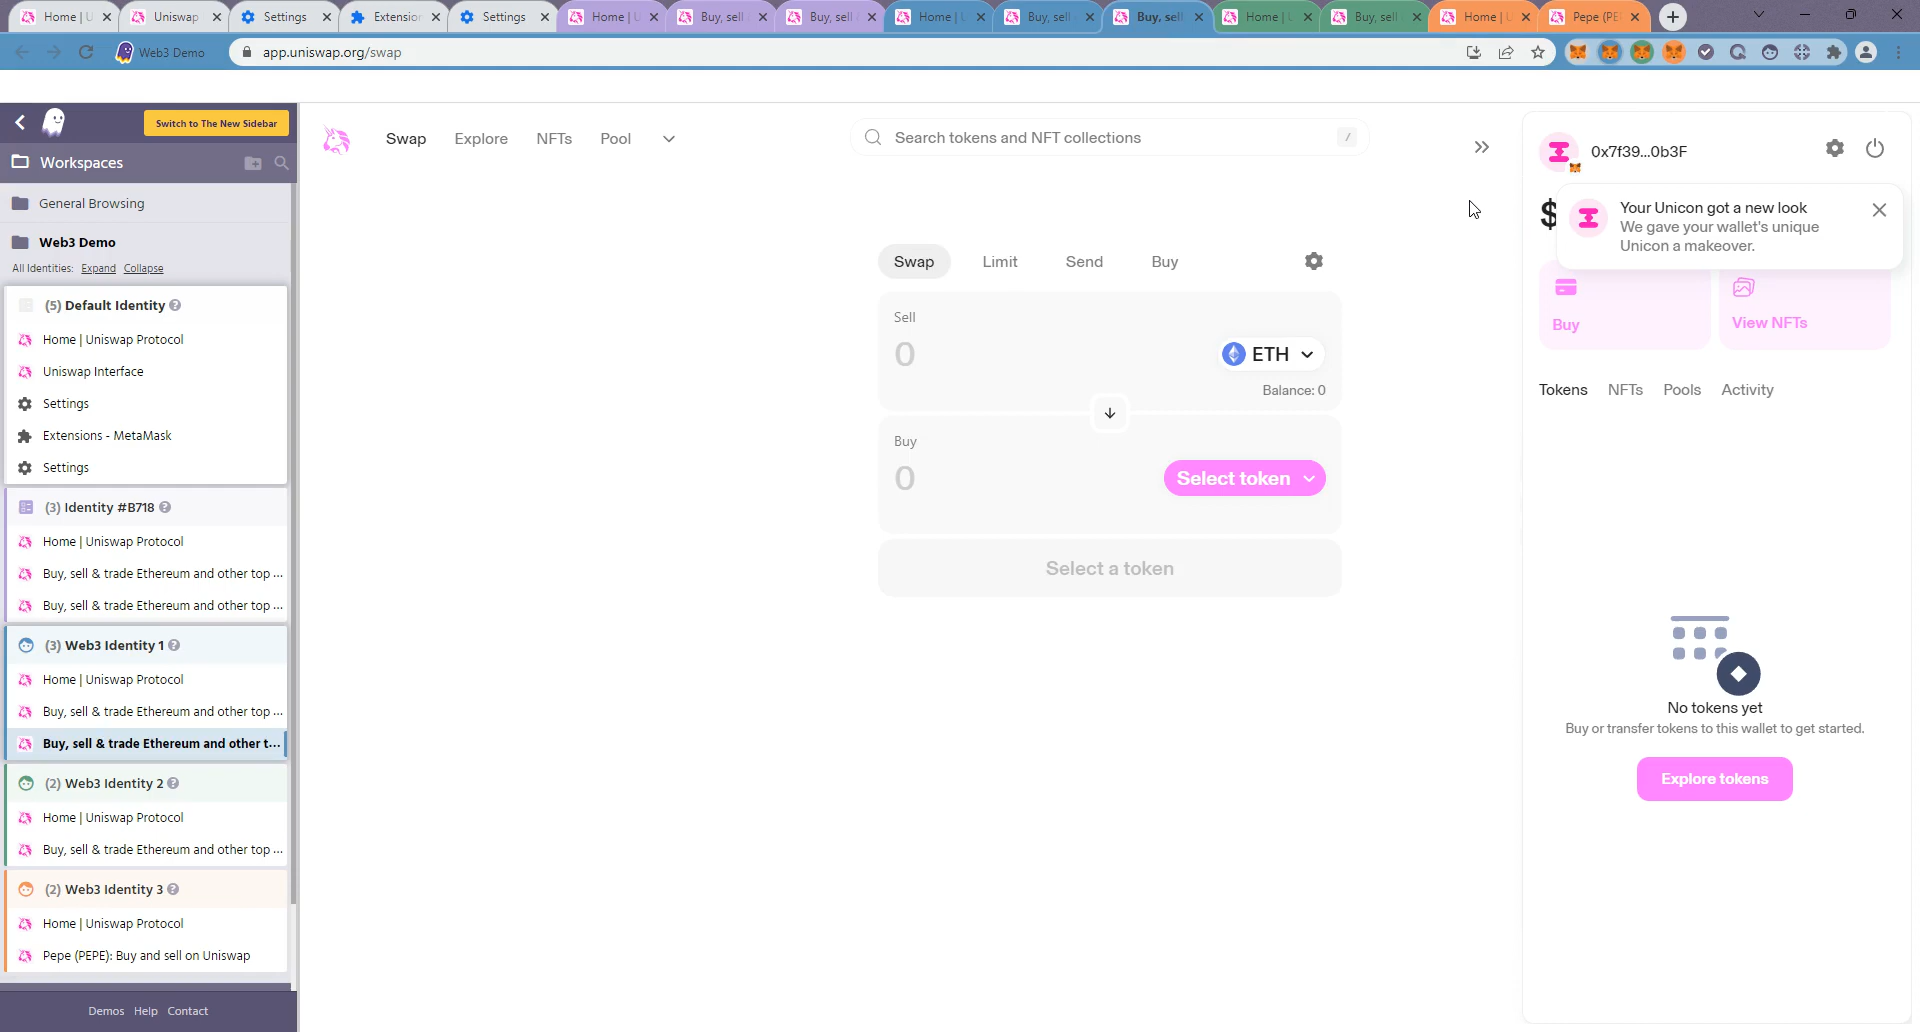 Home | U
Uniswap
Settings
Extension
Settings
Home | U
Buy, sell
Buy, sell
Home | U
Buy, sell
Buy, sell
Home | U
Buy, sell
Home | U
Pepe (PE
Web3 Demo
app.uniswap.org/swap
Switch to The New Sidebar
Workspaces
General Browsing
Web3 Demo
All Identities: Expand Collapse
(5) Default Identity ?
Home | Uniswap Protocol
Uniswap Interface
Settings
Extensions - MetaMask
Settings
(3) Identity #B718 ?
Home | Uniswap Protocol
Buy, sell & trade Ethereum and other top ...
Buy, sell & trade Ethereum and other top ...
(3) Web3 Identity 1 ?
Home | Uniswap Protocol
Buy, sell & trade Ethereum and other top ...
Buy, sell & trade Ethereum and other t...
(2) Web3 Identity 2 ?
Home | Uniswap Protocol
Buy, sell & trade Ethereum and other top ...
(2) Web3 Identity 3 ?
Home | Uniswap Protocol
Pepe (PEPE): Buy and sell on Uniswap
Demos Help Contact
Swap Explore NFTs Pool
Search tokens and NFT collections /
Swap Limit Send Buy
Sell
0
ETH
Balance: 0
Buy
0
Select token
Select a token
0x7f39...0b3F
$
Your Unicon got a new look
We gave your wallet's unique
Unicon a makeover.
Buy
View NFTs
Tokens NFTs Pools Activity
No tokens yet
Buy or transfer tokens to this wallet to get started.
Explore tokens